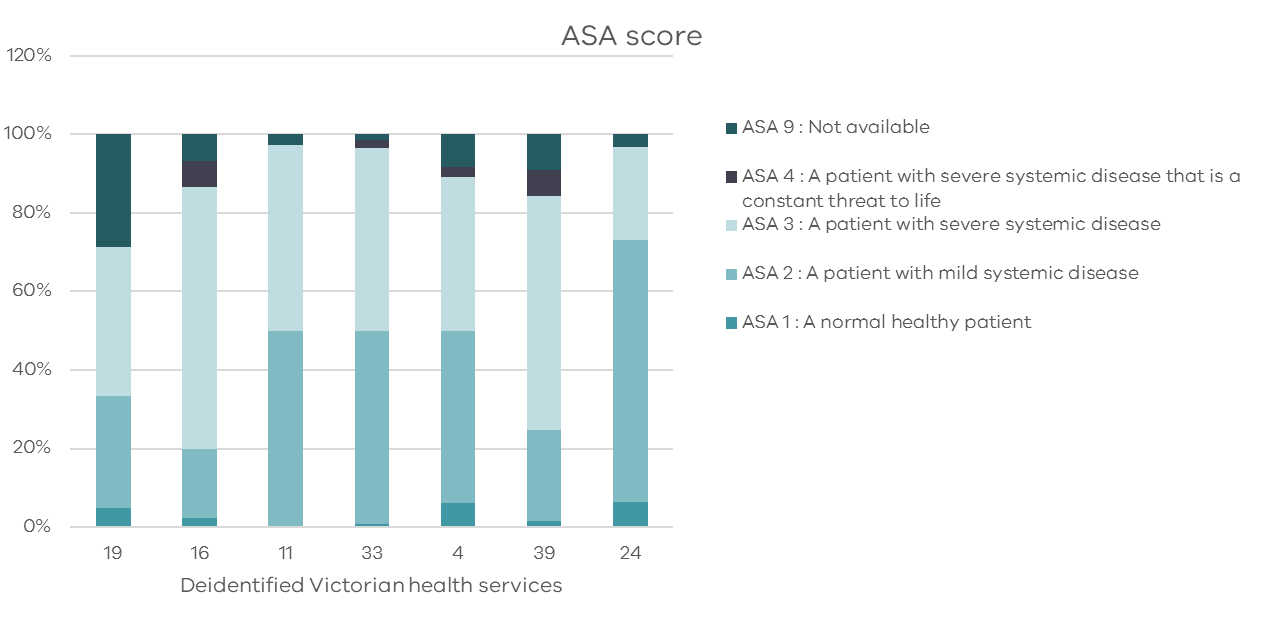 ASA score
120%
100%
80%
60%
40%
20%
0%
19 16 11 33 4 39 24
Deidentified Victorian health services
ASA 9 : Not available
ASA 4 : A patient with severe systemic disease that is a
constant threat to life
ASA 3 : A patient with severe systemic disease
ASA 2 : A patient with mild systemic disease
ASA 1 : A normal healthy patient